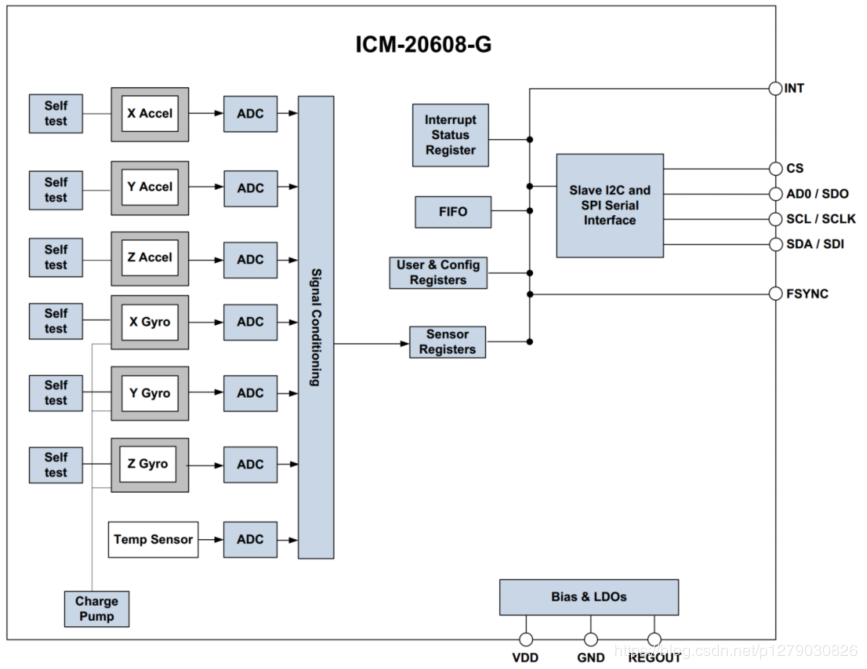 ICM-20608-G
Self
test
X Accel
ADC
Self
test
Y Accel
ADC
Self
test
Z Accel
ADC
Self
test
X Gyro
ADC
Self
test
Y Gyro
ADC
Self
test
Z Gyro
ADC
Temp Sensor
ADC
Charge
Pump
Signal Conditioning
Interrupt
Status
Register
FIFO
User & Config
Registers
Sensor
Registers
Slave I2C and
SPI Serial
Interface
INT
CS
AD0 / SDO
SCL / SCLK
SDA / SDI
FSYNC
Bias & LDOs
VDD
GND
REGOUT
https://blog.csdn.net/p1279030826